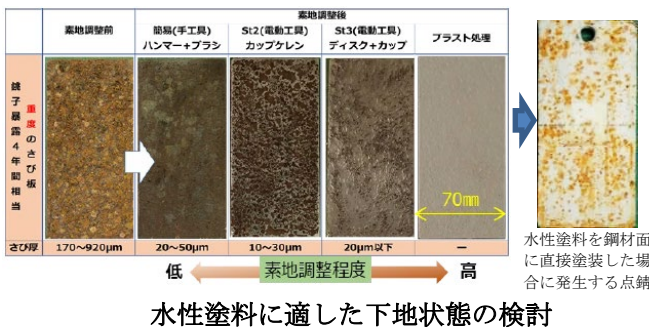 素地調整前
素地調整後
簡易(手工具)
ハンマー+ブラシ
St2(電動工具)
カップケレン
St3(電動工具)
ディスク+カップ
ブラスト処理
銚子暴露4年間相当
重度のさび板
70mm
さび厚
170~920μm
20~50μm
10~30μm
20μm以下
ー
低
素地調整程度
高
水性塗料を鋼材面
に直接塗装した場
合に発生する点錆
水性塗料に適した下地状態の検討